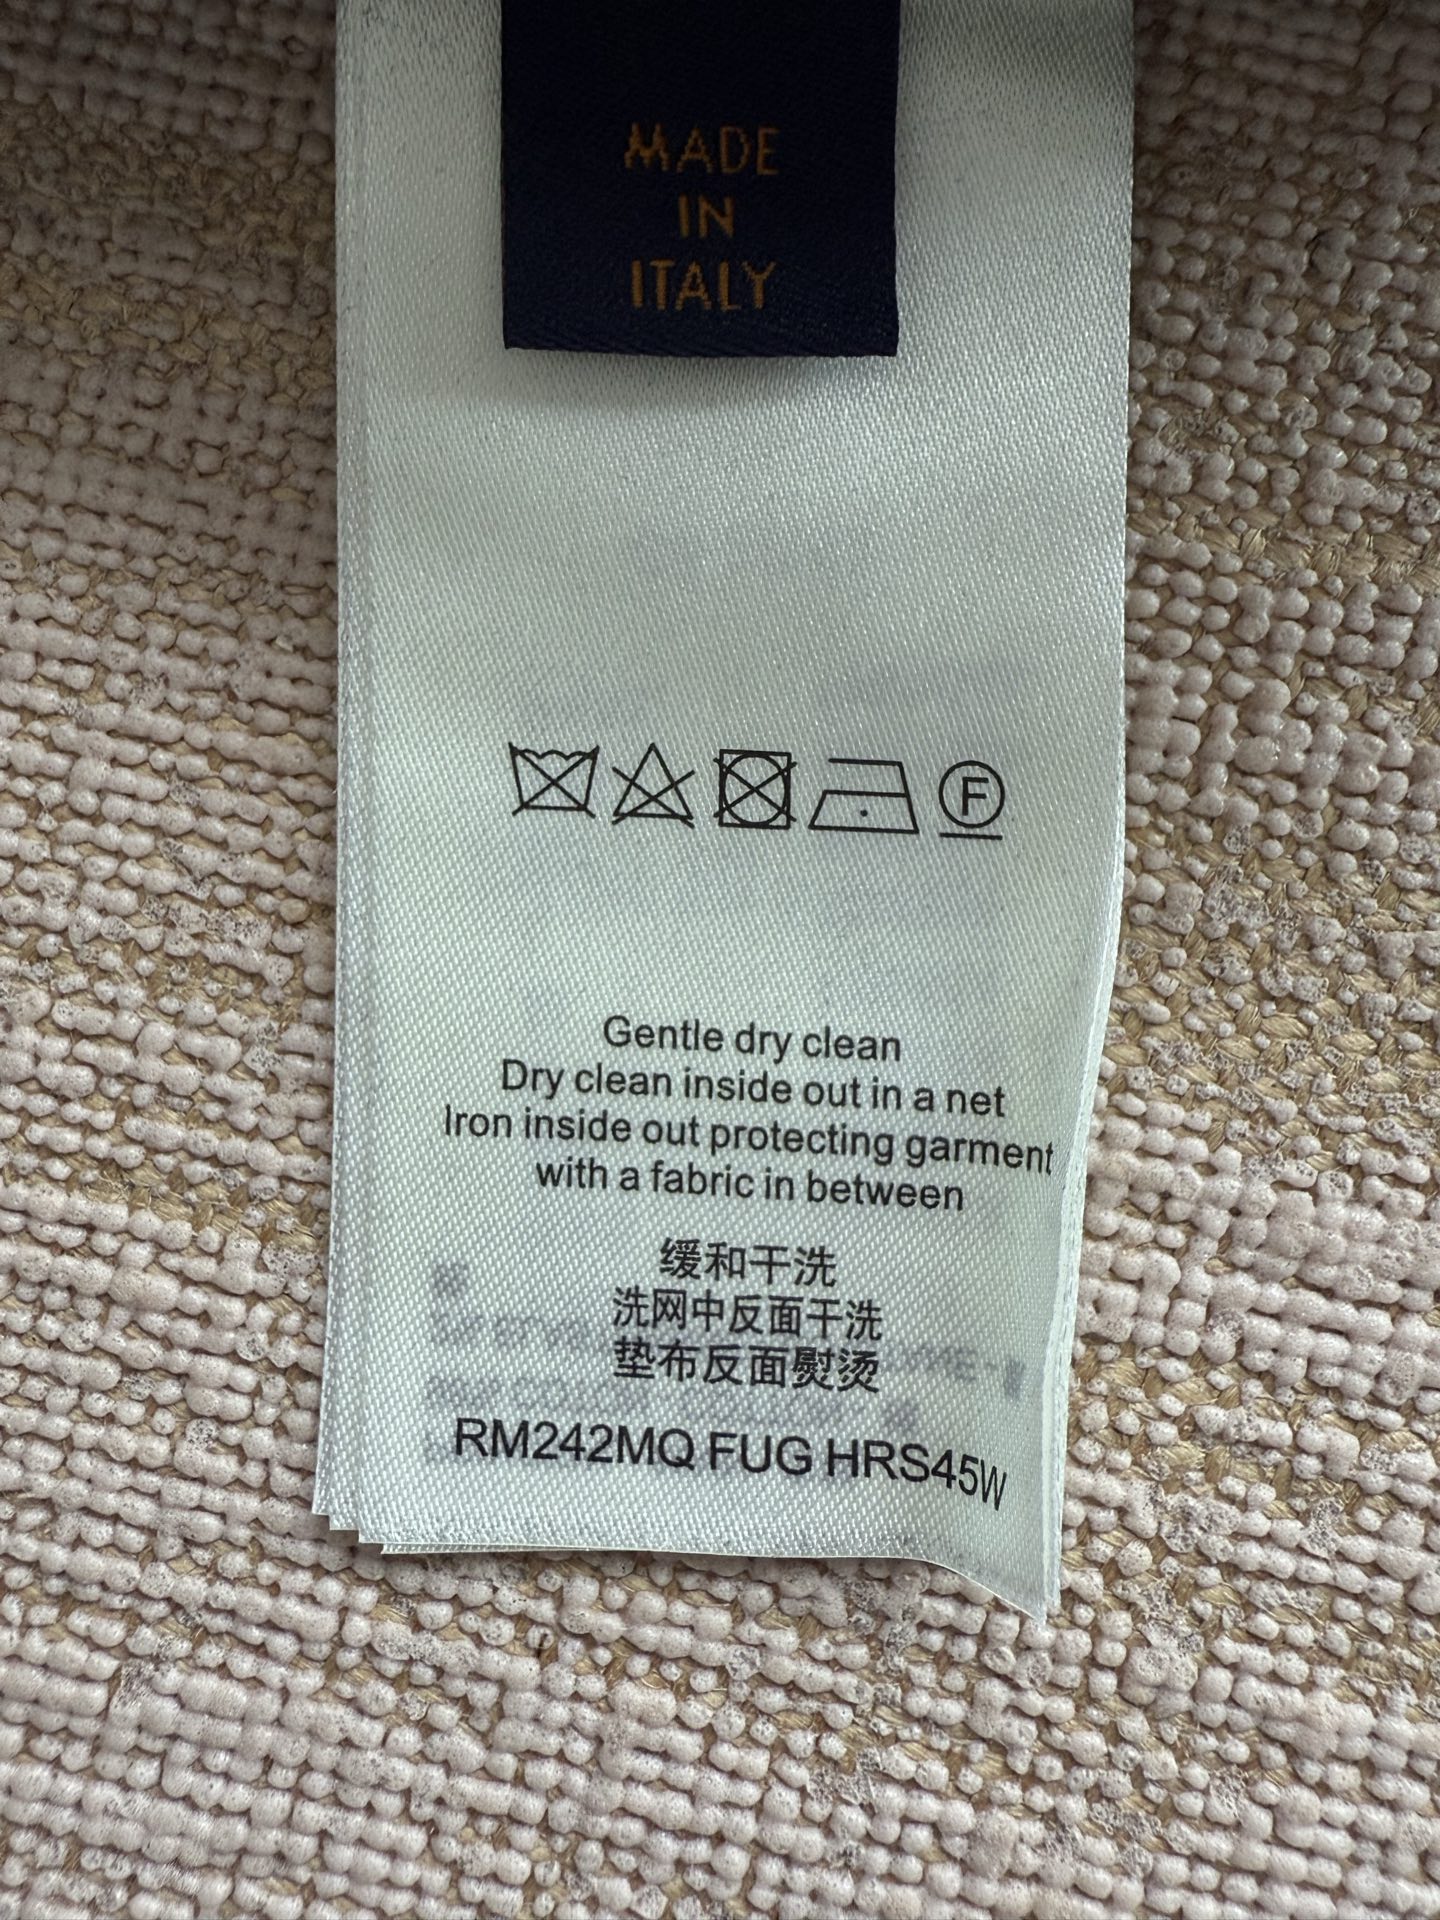 MADE
IN
ITALY
F
Gentle dry clean
Dry clean inside out in a net
Iron inside out protecting garment
with a fabric in between
缓和干洗
洗网中反面干洗
垫布反面熨烫
RM242MQ FUG HRS45W